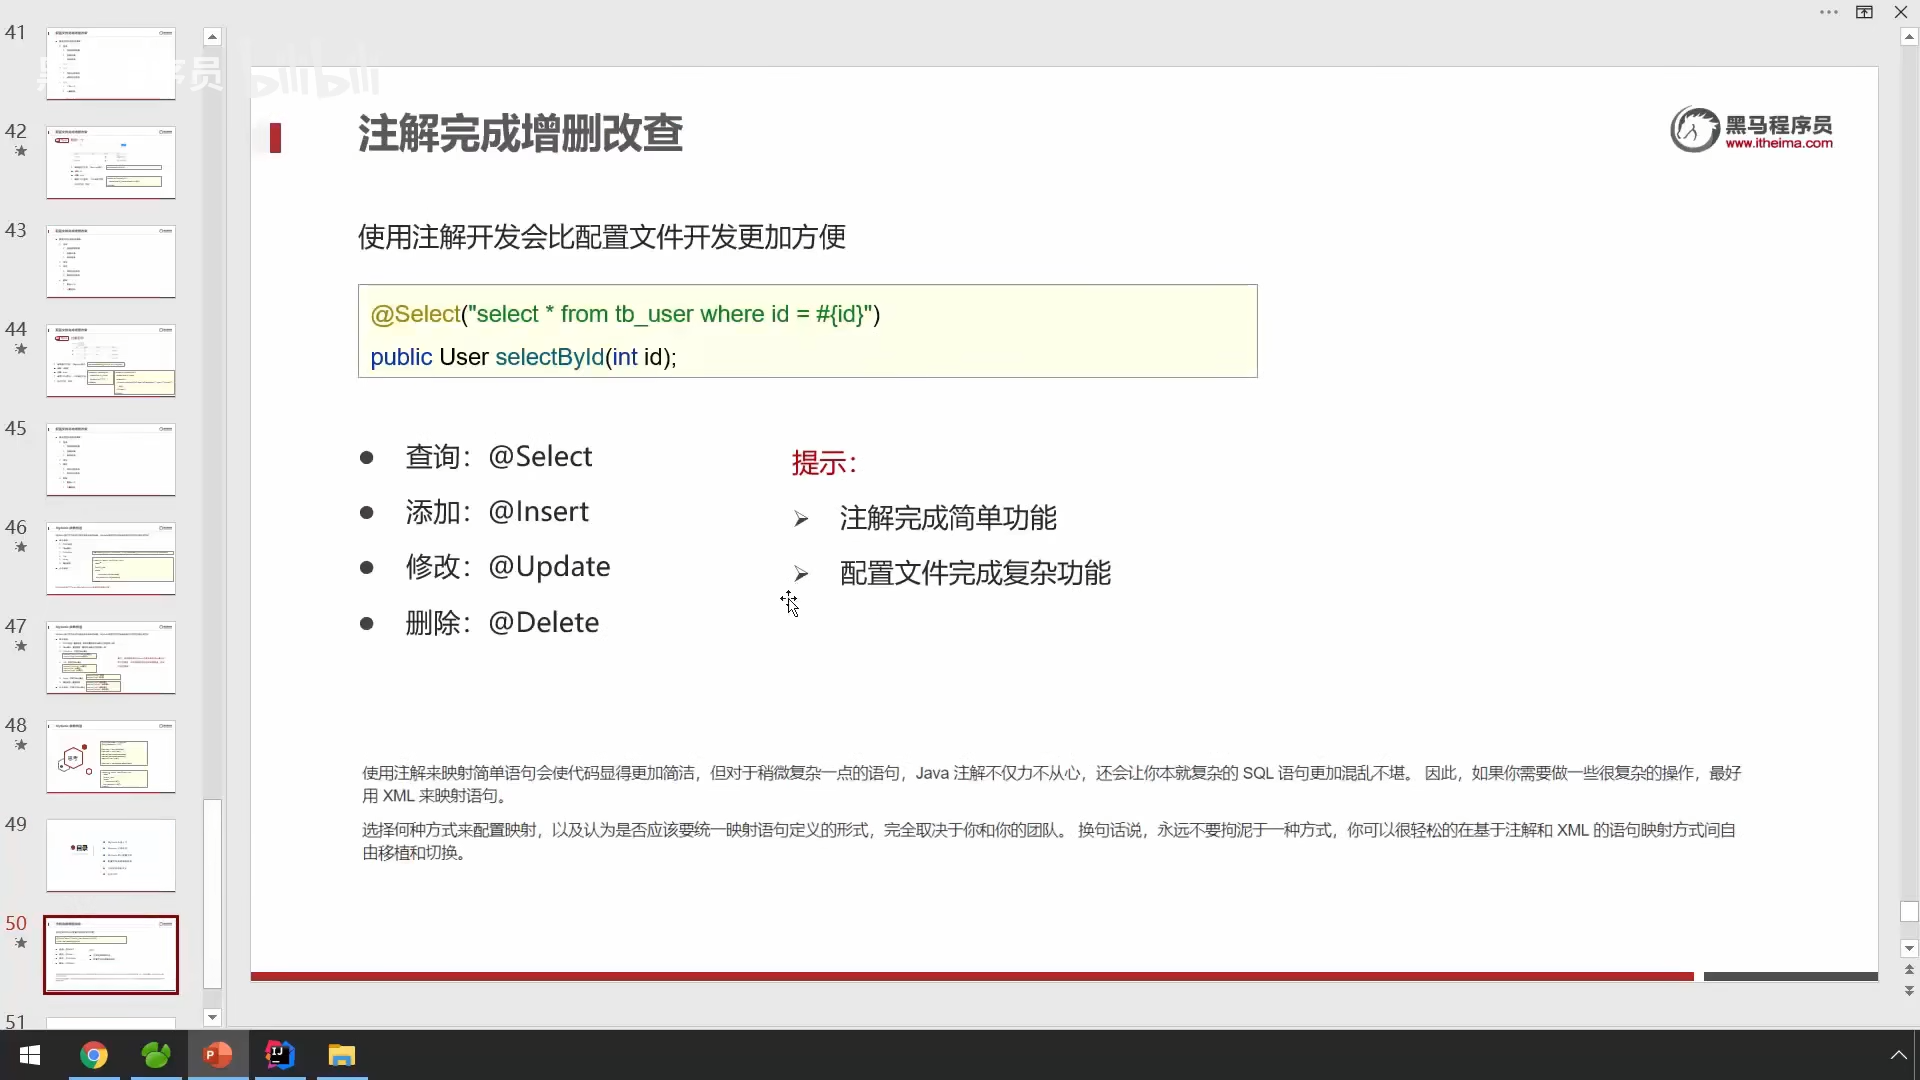 41
42
43
44
45
46
47
48
49
50
51
序员 bilibili
注解完成增删改查
黑马程序员
www.itheima.com
使用注解开发会比配置文件开发更加方便
@Select("select * from tb_user where id = #{id}")
public User selectById(int id);
查询：@Select
添加：@Insert
修改：@Update
删除：@Delete
提示：
注解完成简单功能
配置文件完成复杂功能
使用注解来映射简单语句会使代码显得更加简洁，但对于稍微复杂一点的语句，Java 注解不仅力不从心，还会让你本就复杂的 SQL 语句更加混乱不堪。 因此，如果你需要做一些很复杂的操作，最好
用 XML 来映射语句。
选择何种方式来配置映射，以及认为是否应该要统一映射语句定义的形式，完全取决于你和你的团队。 换句话说，永远不要拘泥于一种方式，你可以很轻松的在基于注解和 XML 的语句映射方式间自
由移植和切换。